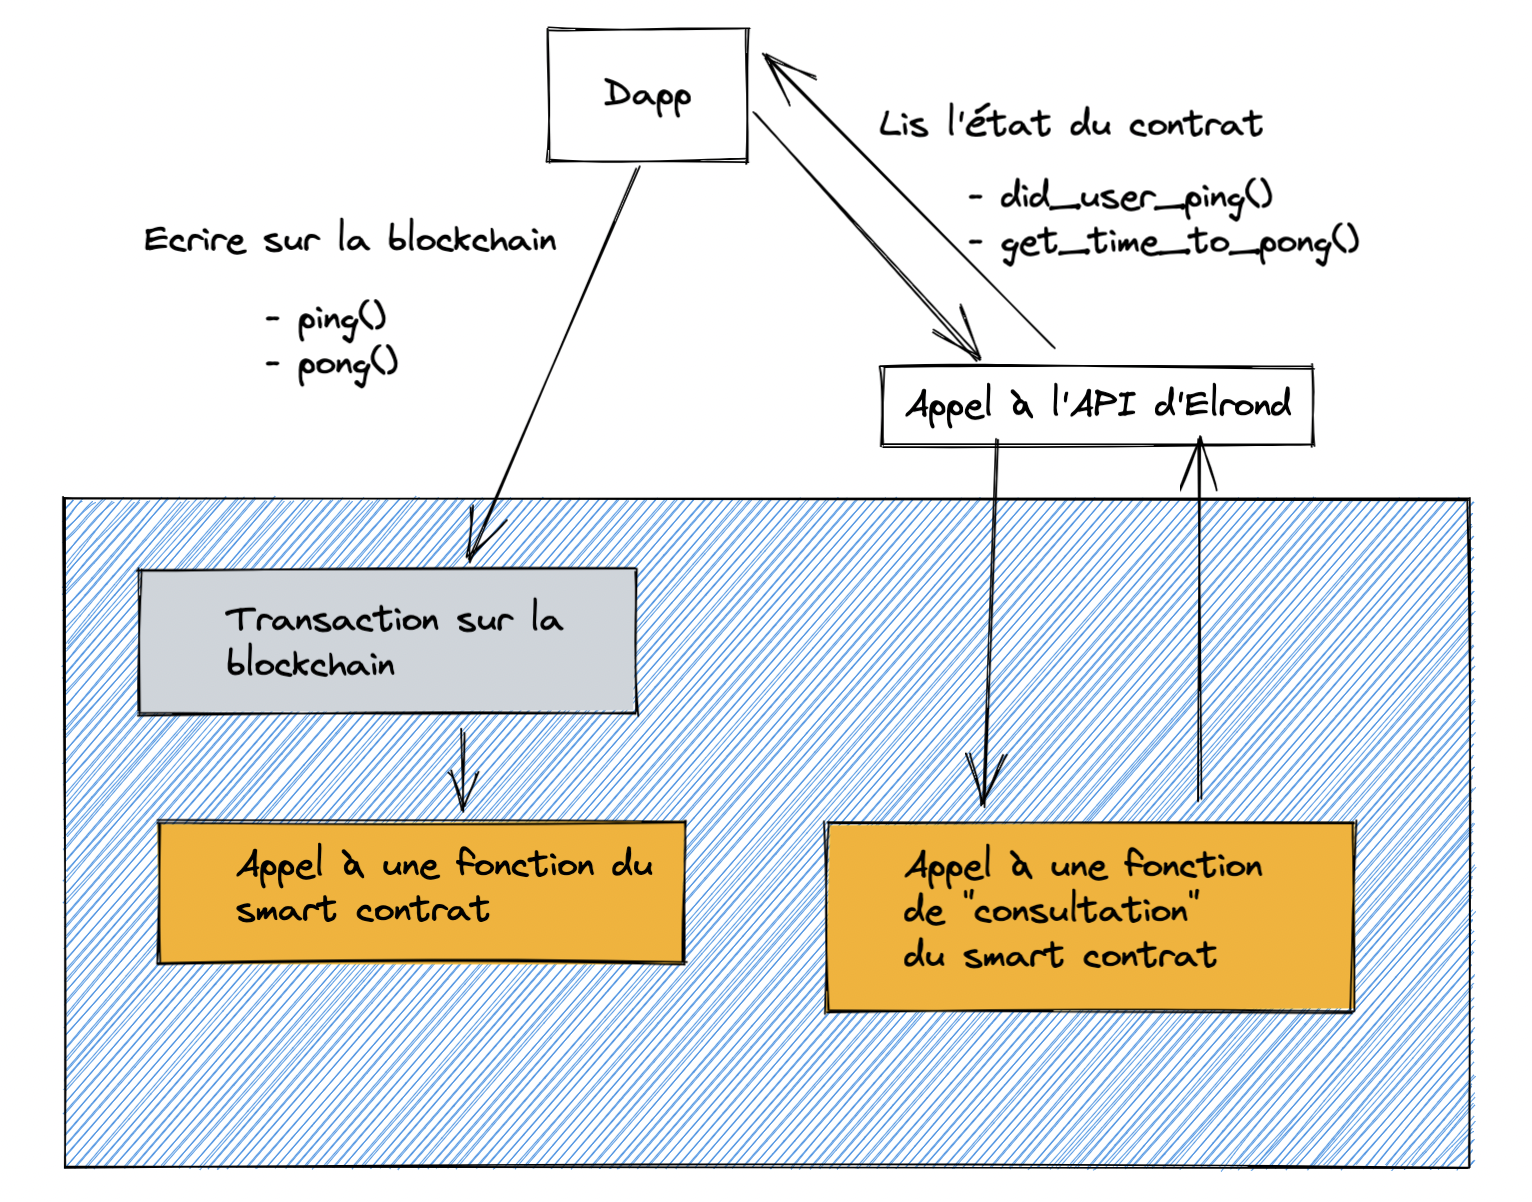 Dapp
Lis l'état du contrat
- did_user_ping()
- get_time_to_pong()
Ecrire sur la blockchain
- ping()
- pong()
Appel à l'API d'Elrond
Transaction sur la
blockchain
Appel à une fonction du
smart contrat
Appel à une fonction
de "consultation"
du smart contrat